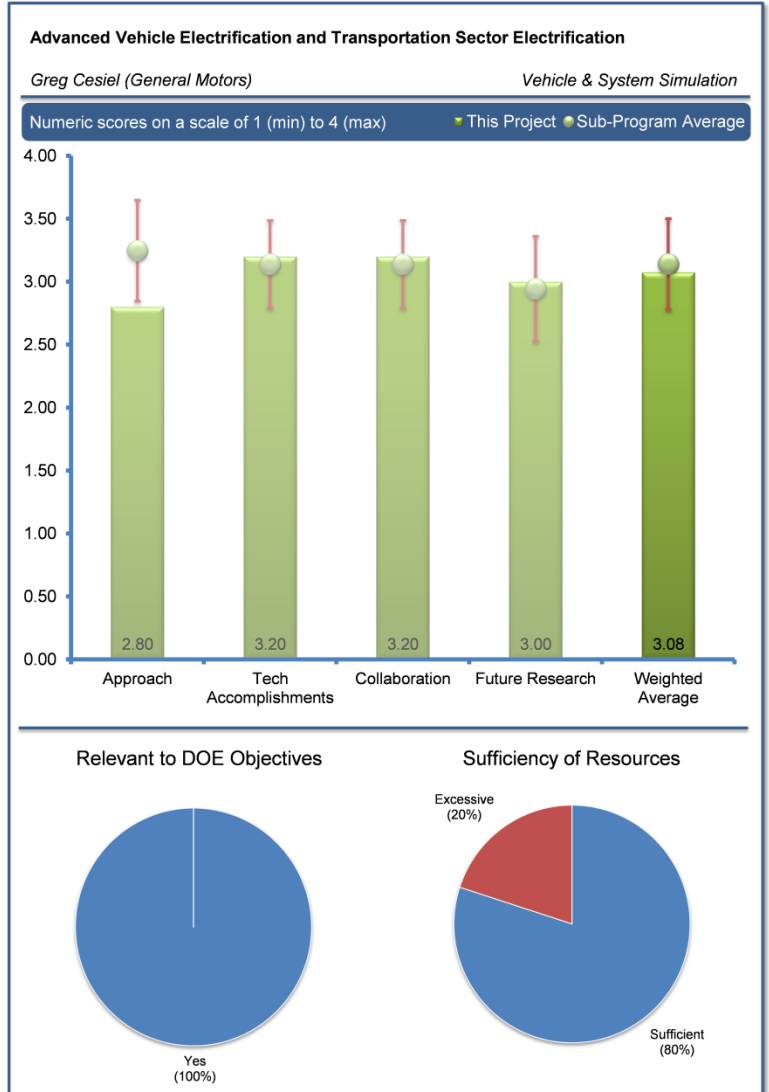 Advanced Vehicle Electrification and Transportation Sector Electrification
Greg Cesiel (General Motors) Vehicle & System Simulation
Numeric scores on a scale of 1 (min) to 4 (max) This Project Sub-Program Average
4.00
3.50
3.00
2.50
2.00
1.50
1.00
0.50
0.00
2.80 3.20 3.20 3.00 3.08
Approach Tech Collaboration Future Research Weighted
Accomplishments Average
Relevant to DOE Objectives Sufficiency of Resources
Excessive
(20%)
Sufficient
(80%)
Yes
(100%)